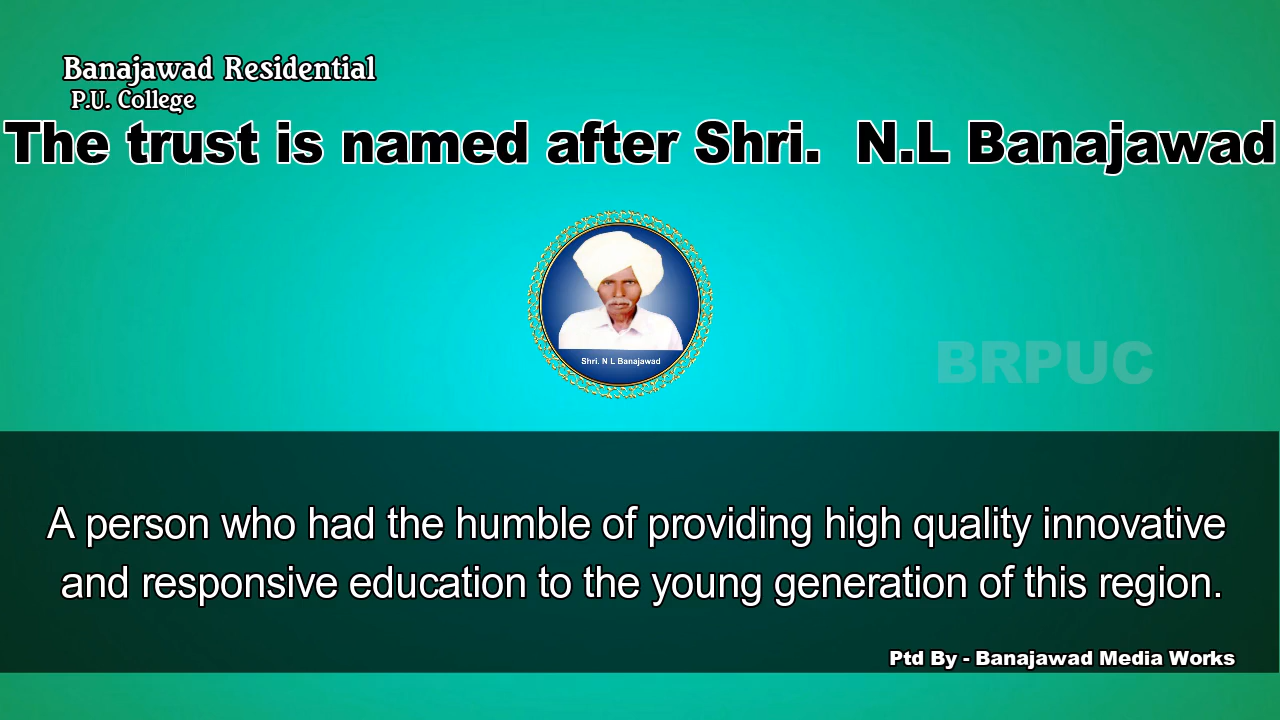 Banajawad Residential
P.U. College
The trust is named after Shri. N.L Banajawad
Shri. N L Banajawad
BRPUC
A person who had the humble of providing high quality innovative
and responsive education to the young generation of this region.
Ptd By - Banajawad Media Works